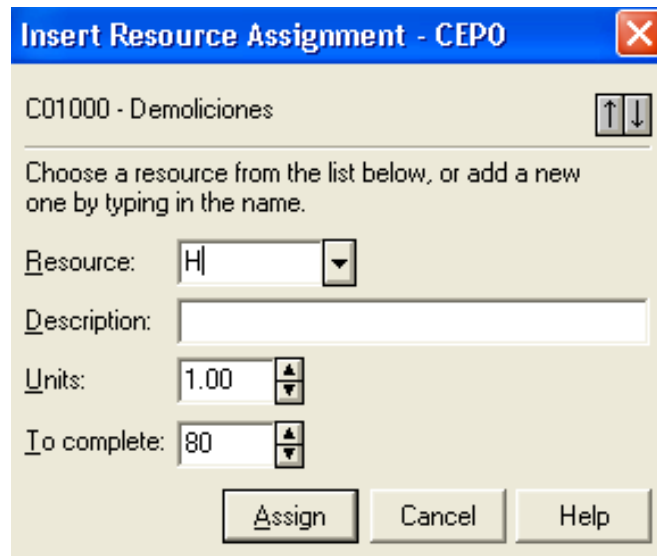 Insert Resource Assignment - CEP0
C01000 - Demoliciones
Choose a resource from the list below, or add a new
one by typing in the name.
Resource: H
Description:
Units: 1.00
To complete: 80
Assign Cancel Help